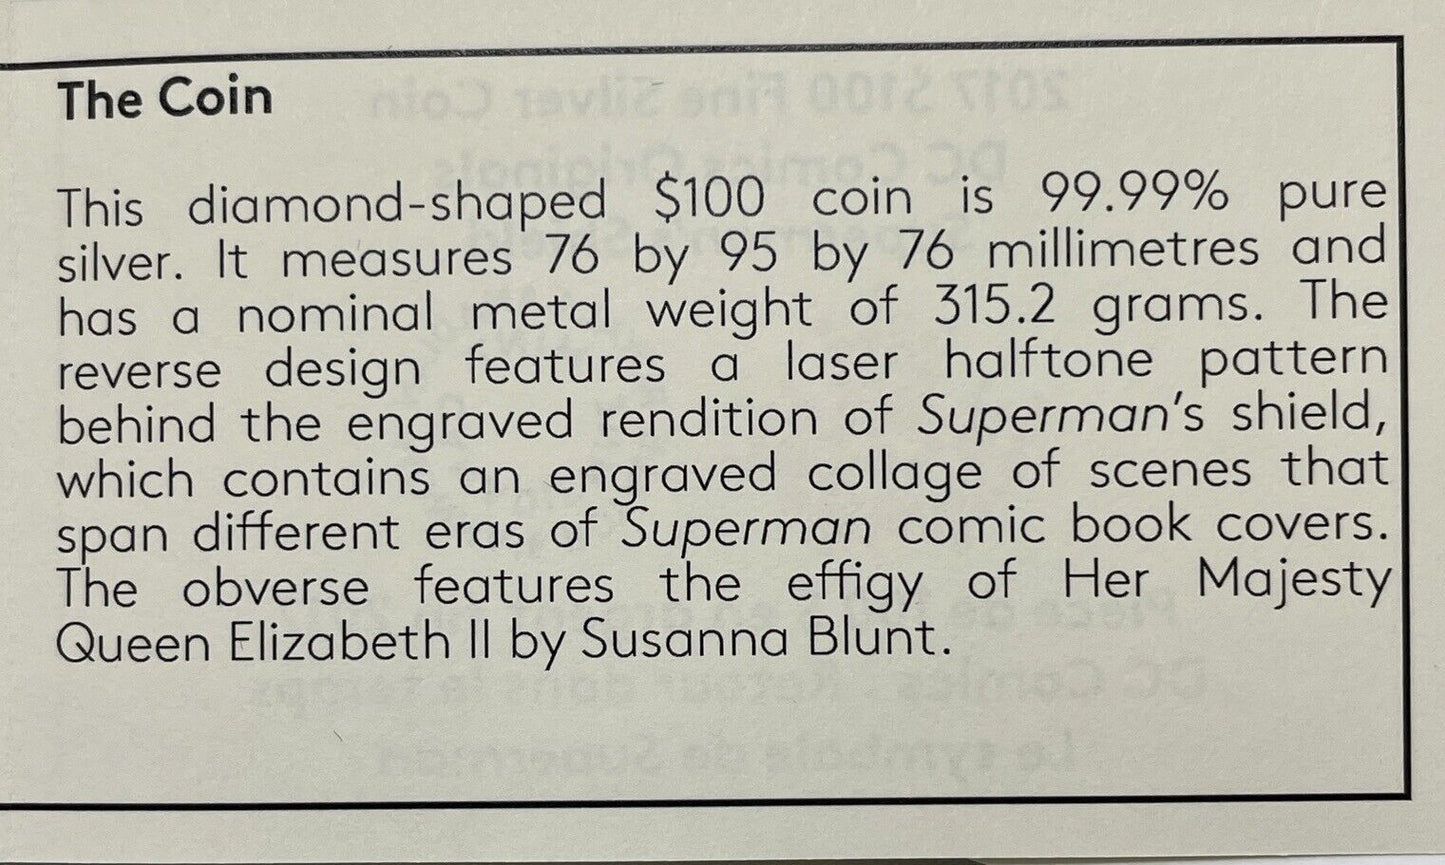 The Coin
This diamond-shaped $100 coin is 99.99% pure
silver. It measures 76 by 95 by 76 millimetres and
has a nominal metal weight of 315.2 grams. The
reverse design features a laser halftone pattern
behind the engraved rendition of Superman's shield,
which contains an engraved collage of scenes that
span different eras of Superman comic book covers.
The obverse features the effigy of Her Majesty
Queen Elizabeth II by Susanna Blunt.